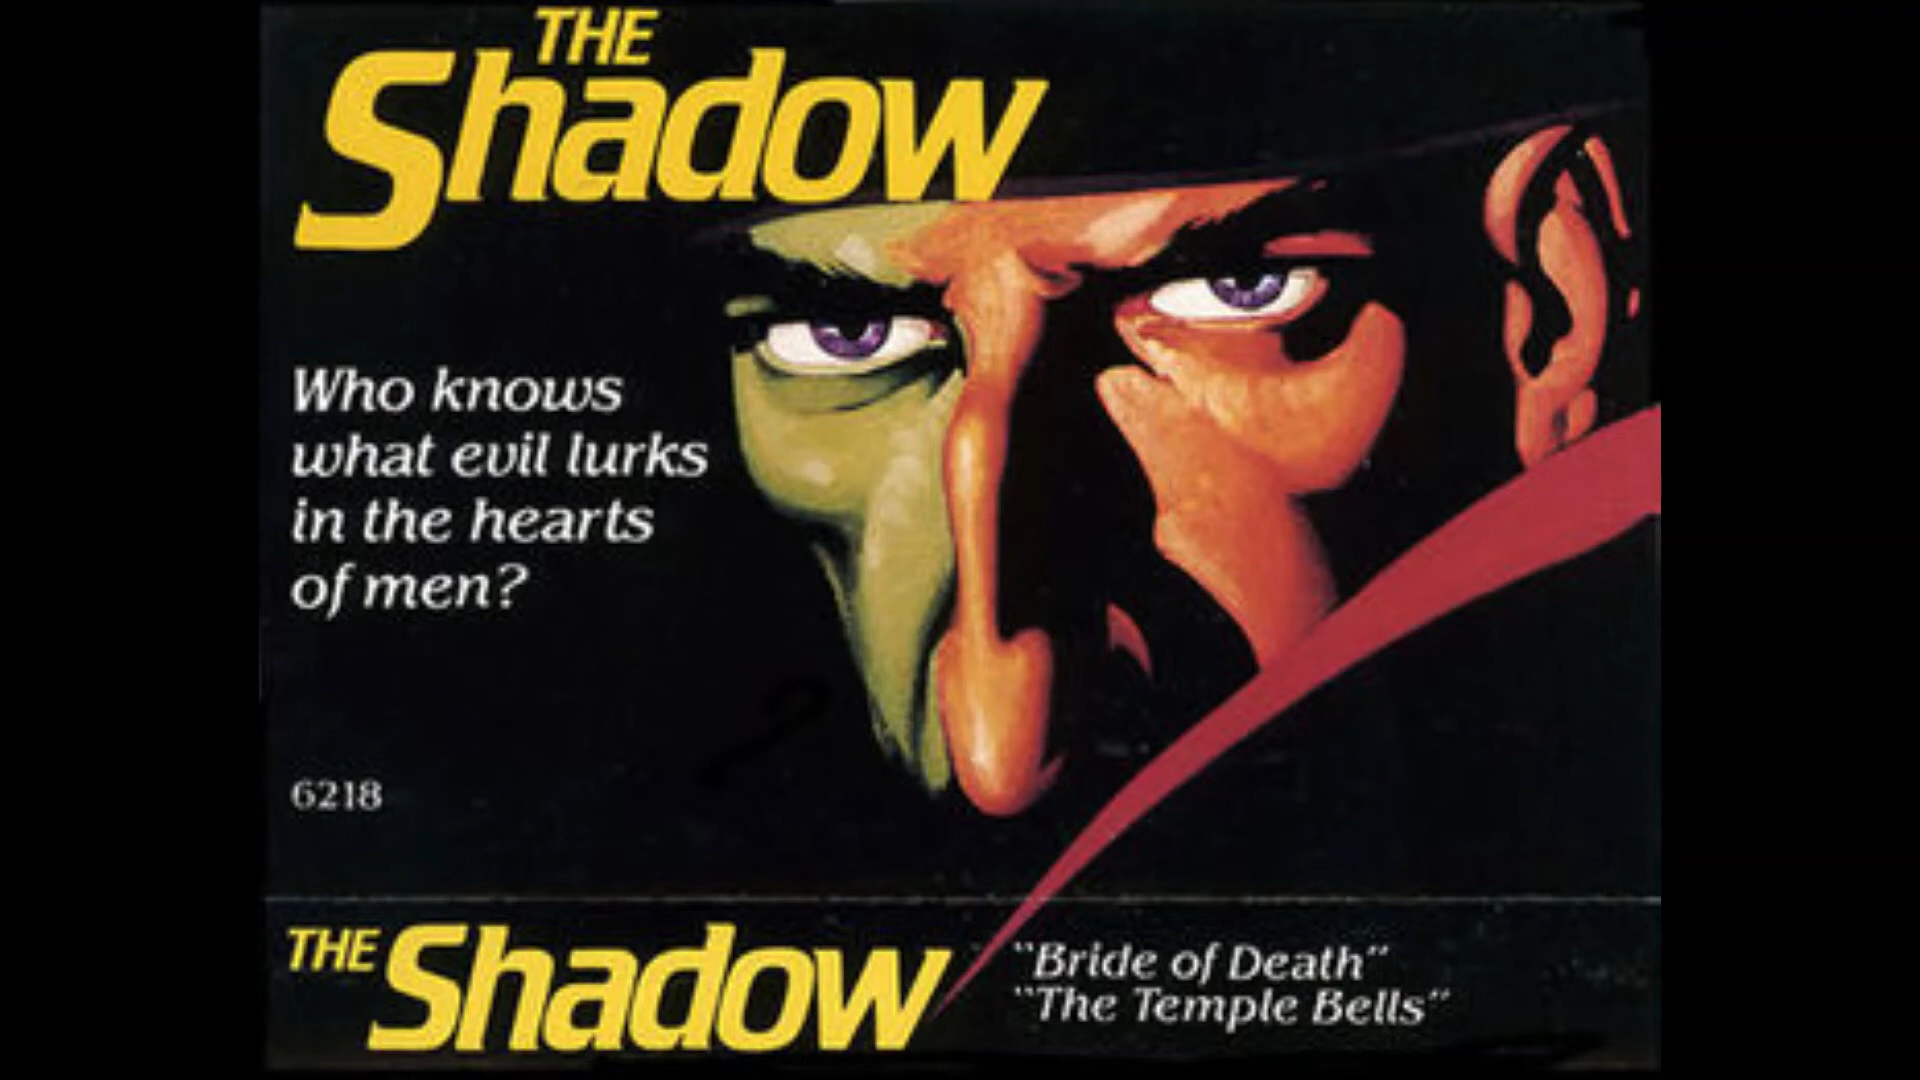 THE
Shadow
Who knows
what evil lurks
in the hearts
of men?
6218
THE Shadow
"Bride of Death"
"The Temple Bells"